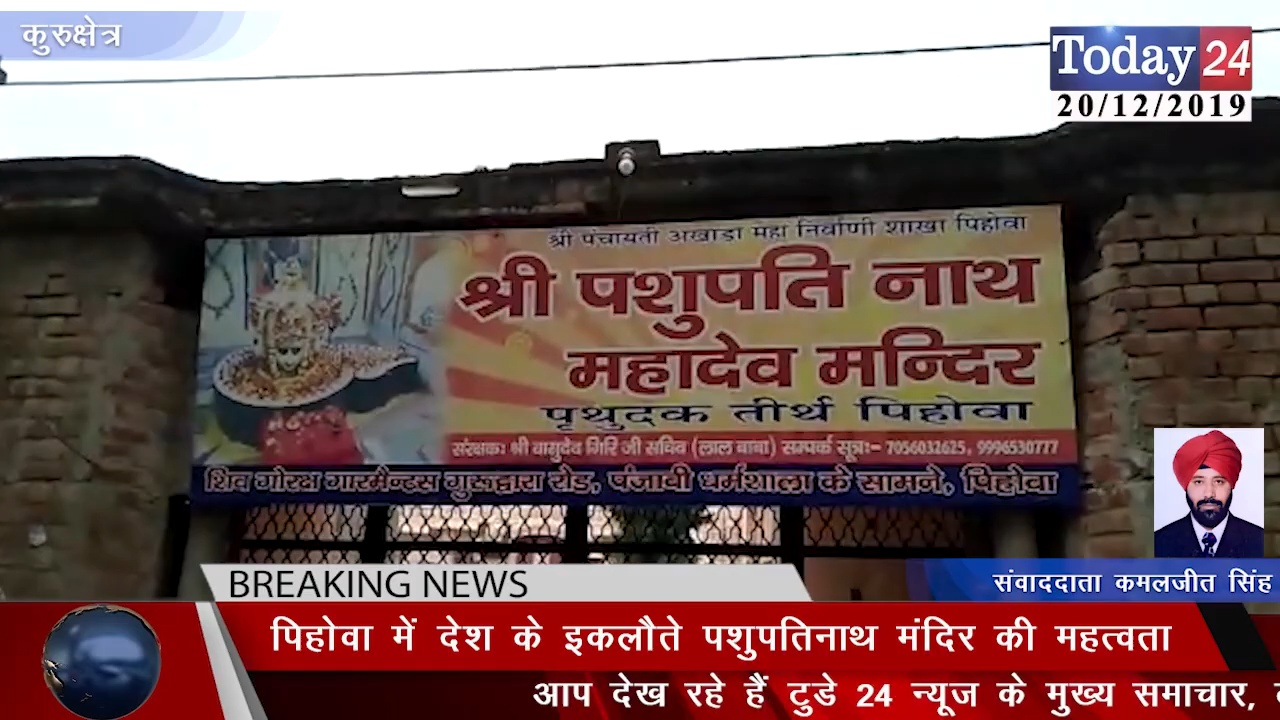 कुरुक्षेत्र
Today 24
20/12/2019
श्री पंचायती अखाड़ा महा निर्वाणी शाखा पिहोवा
श्री पशुपति नाथ
महादेव मन्दिर
पृथुदक तीर्थ पिहोवा
संरक्षकः श्री वासुदेव गिरि जी सचिव (लाल बाबा) सम्पर्क सूत्रः- 7056032625, 9996530777
शिव गोरक्ष गारमैन्टस गुरुद्वारा रोड, पंजाबी धर्मशाला के सामने, पिहोवा
संवाददाता कमलजीत सिंह
BREAKING NEWS
पिहोवा में देश के इकलौते पशुपतिनाथ मंदिर की महत्वता
आप देख रहे हैं टुडे 24 न्यूज के मुख्य समाचार,